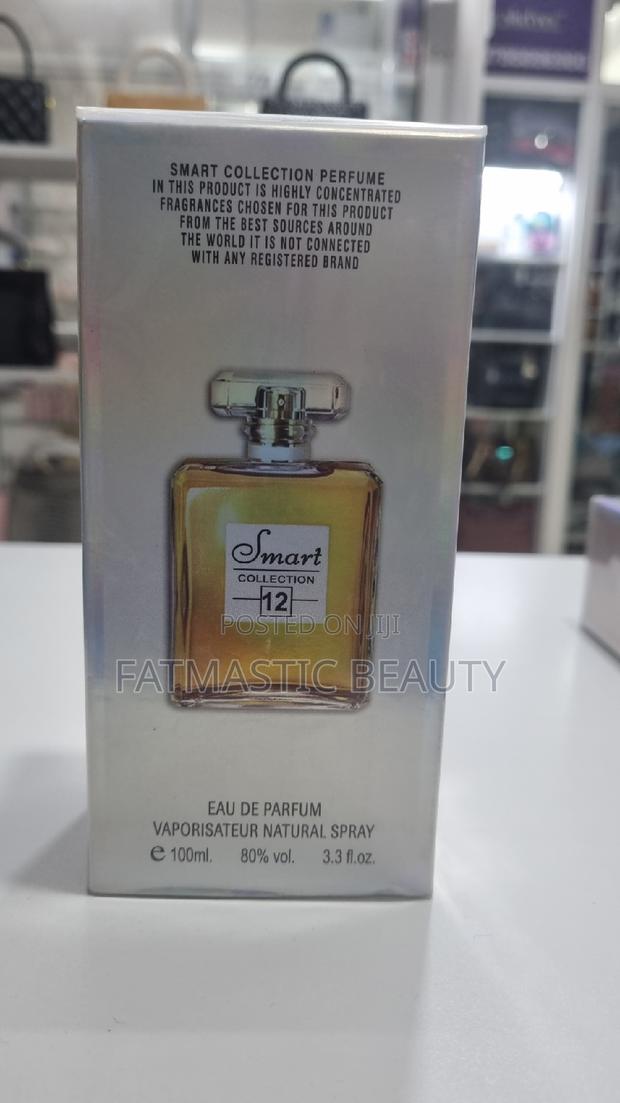 SMART COLLECTION PERFUME
IN THIS PRODUCT IS HIGHLY CONCENTRATED
FRAGRANCES CHOSEN FOR THIS PRODUCT
FROM THE BEST SOURCES AROUND
THE WORLD IT IS NOT CONNECTED
WITH ANY REGISTERED BRAND
Smart
COLLECTION
12
POSTED ON JIJI
FATMASTIC BEAUTY
EAU DE PARFUM
VAPORISATEUR NATURAL SPRAY
e 100ml. 80% vol. 3.3 fl.oz.